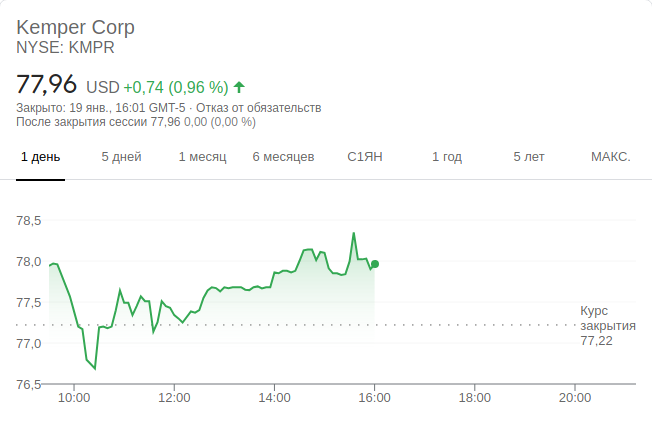 Kemper Corp
NYSE: KMPR
77,96 USD +0,74 (0,96 %)
Закрыто: 19 янв., 16:01 GMT-5 · Отказ от обязательств
После закрытия сессии 77,96 0,00 (0,00 %)
1 день 5 дней 1 месяц 6 месяцев С1ЯН 1 год 5 лет МАКС.
78,5
78,0
77,5
Курс
закрытия
77,22
77,0
76,5
10:00 12:00 14:00 16:00 18:00 20:00